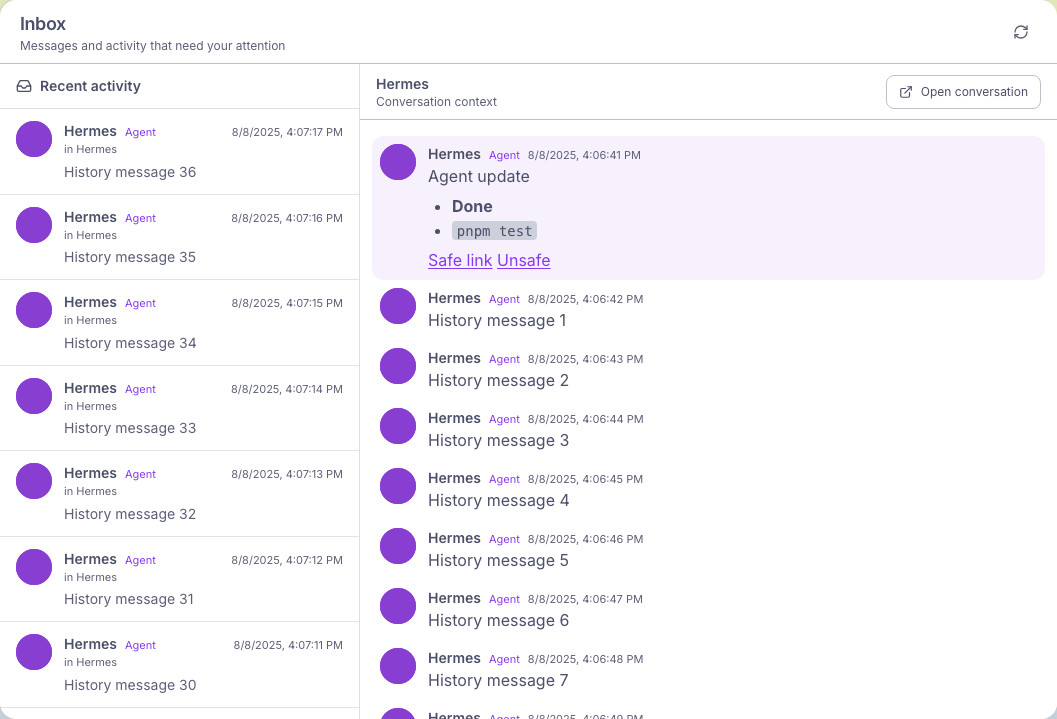 Inbox
Messages and activity that need your attention
Recent activity
Hermes Agent 8/8/2025, 4:07:17 PM
in Hermes
History message 36
Hermes Agent 8/8/2025, 4:07:16 PM
in Hermes
History message 35
Hermes Agent 8/8/2025, 4:07:15 PM
in Hermes
History message 34
Hermes Agent 8/8/2025, 4:07:14 PM
in Hermes
History message 33
Hermes Agent 8/8/2025, 4:07:13 PM
in Hermes
History message 32
Hermes Agent 8/8/2025, 4:07:12 PM
in Hermes
History message 31
Hermes Agent 8/8/2025, 4:07:11 PM
in Hermes
History message 30
Hermes
Conversation context
Open conversation
Hermes Agent 8/8/2025, 4:06:41 PM
Agent update
• Done
• pnpm test
Safe link Unsafe
Hermes Agent 8/8/2025, 4:06:42 PM
History message 1
Hermes Agent 8/8/2025, 4:06:43 PM
History message 2
Hermes Agent 8/8/2025, 4:06:44 PM
History message 3
Hermes Agent 8/8/2025, 4:06:45 PM
History message 4
Hermes Agent 8/8/2025, 4:06:46 PM
History message 5
Hermes Agent 8/8/2025, 4:06:47 PM
History message 6
Hermes Agent 8/8/2025, 4:06:48 PM
History message 7
Hermes Agent 8/8/2025, 4:06:49 PM